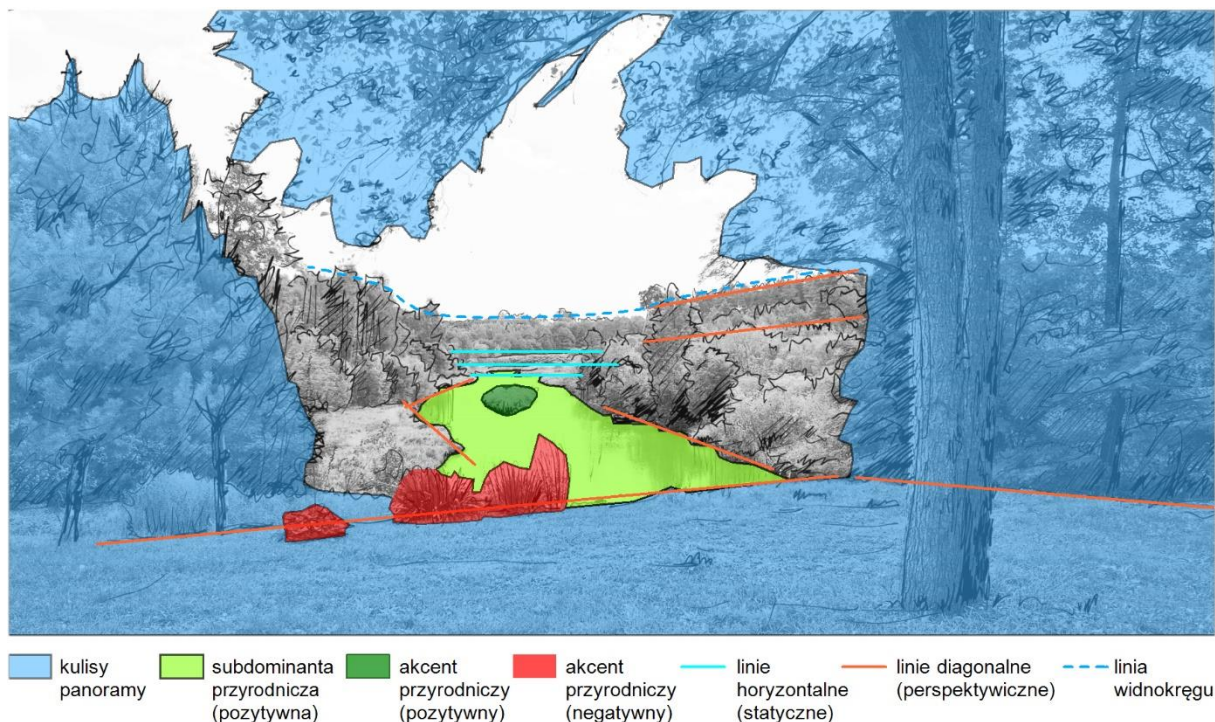 kulisy
panoramy
subdominanta
przyrodnicza
(pozytywna)
akcent
przyrodniczy
(pozytywny)
akcent
przyrodniczy
(negatywny)
linie
horyzontalne
(statyczne)
linie diagonalne
(perspektywiczne)
linia
widnokręgu